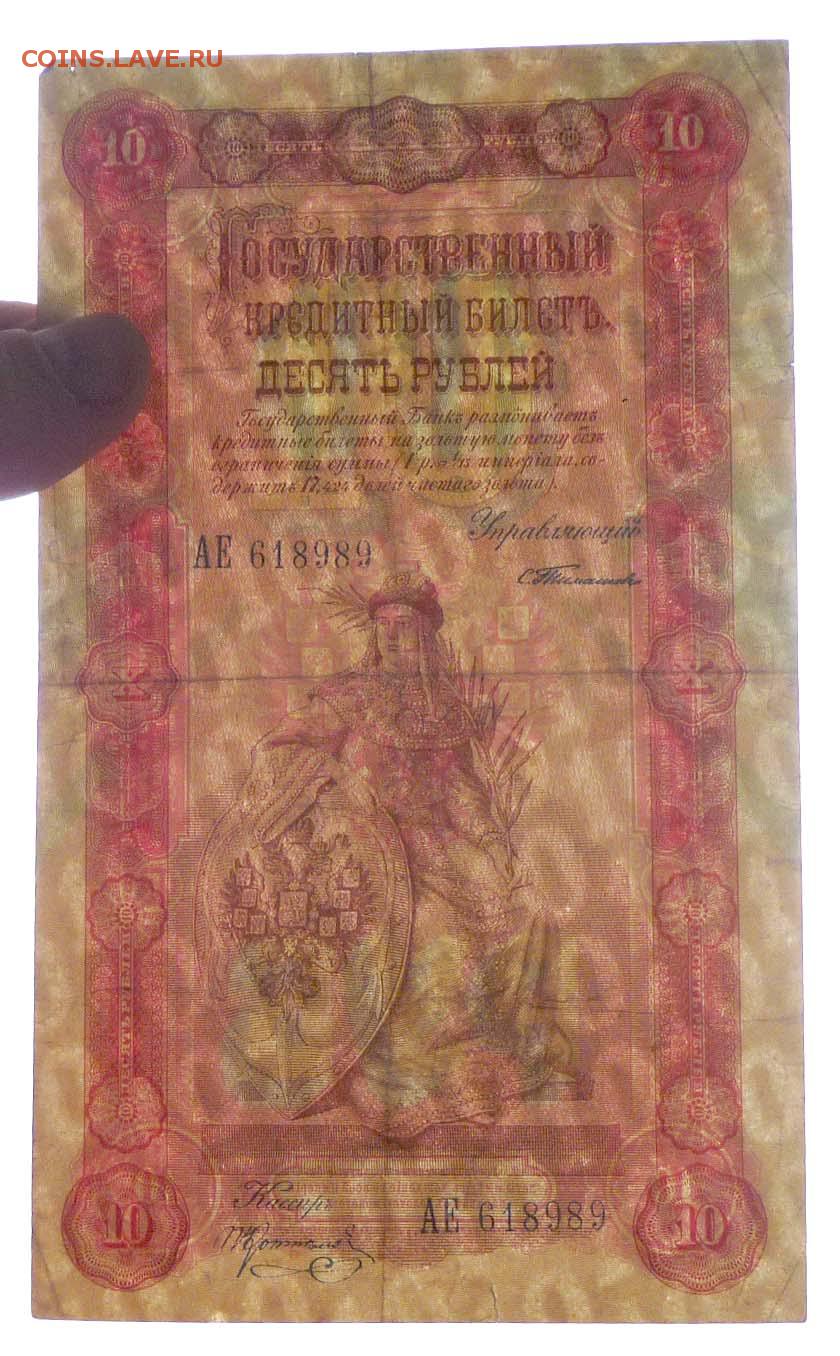 COINS.LAVE.РУ
10 10
Государственный
кредитный билетъ.
десять рублей
Государственный Банкъ размѣниваетъ
кредитные билеты на золотую монету безъ
ограниченія суммы (1 р.= 1/15 имперіала, со-
держитъ 17,424 долей чистаго золота).
Управляющій
АЕ 618989
С. Тимашев
Кассиръ
АЕ 618989
10 10